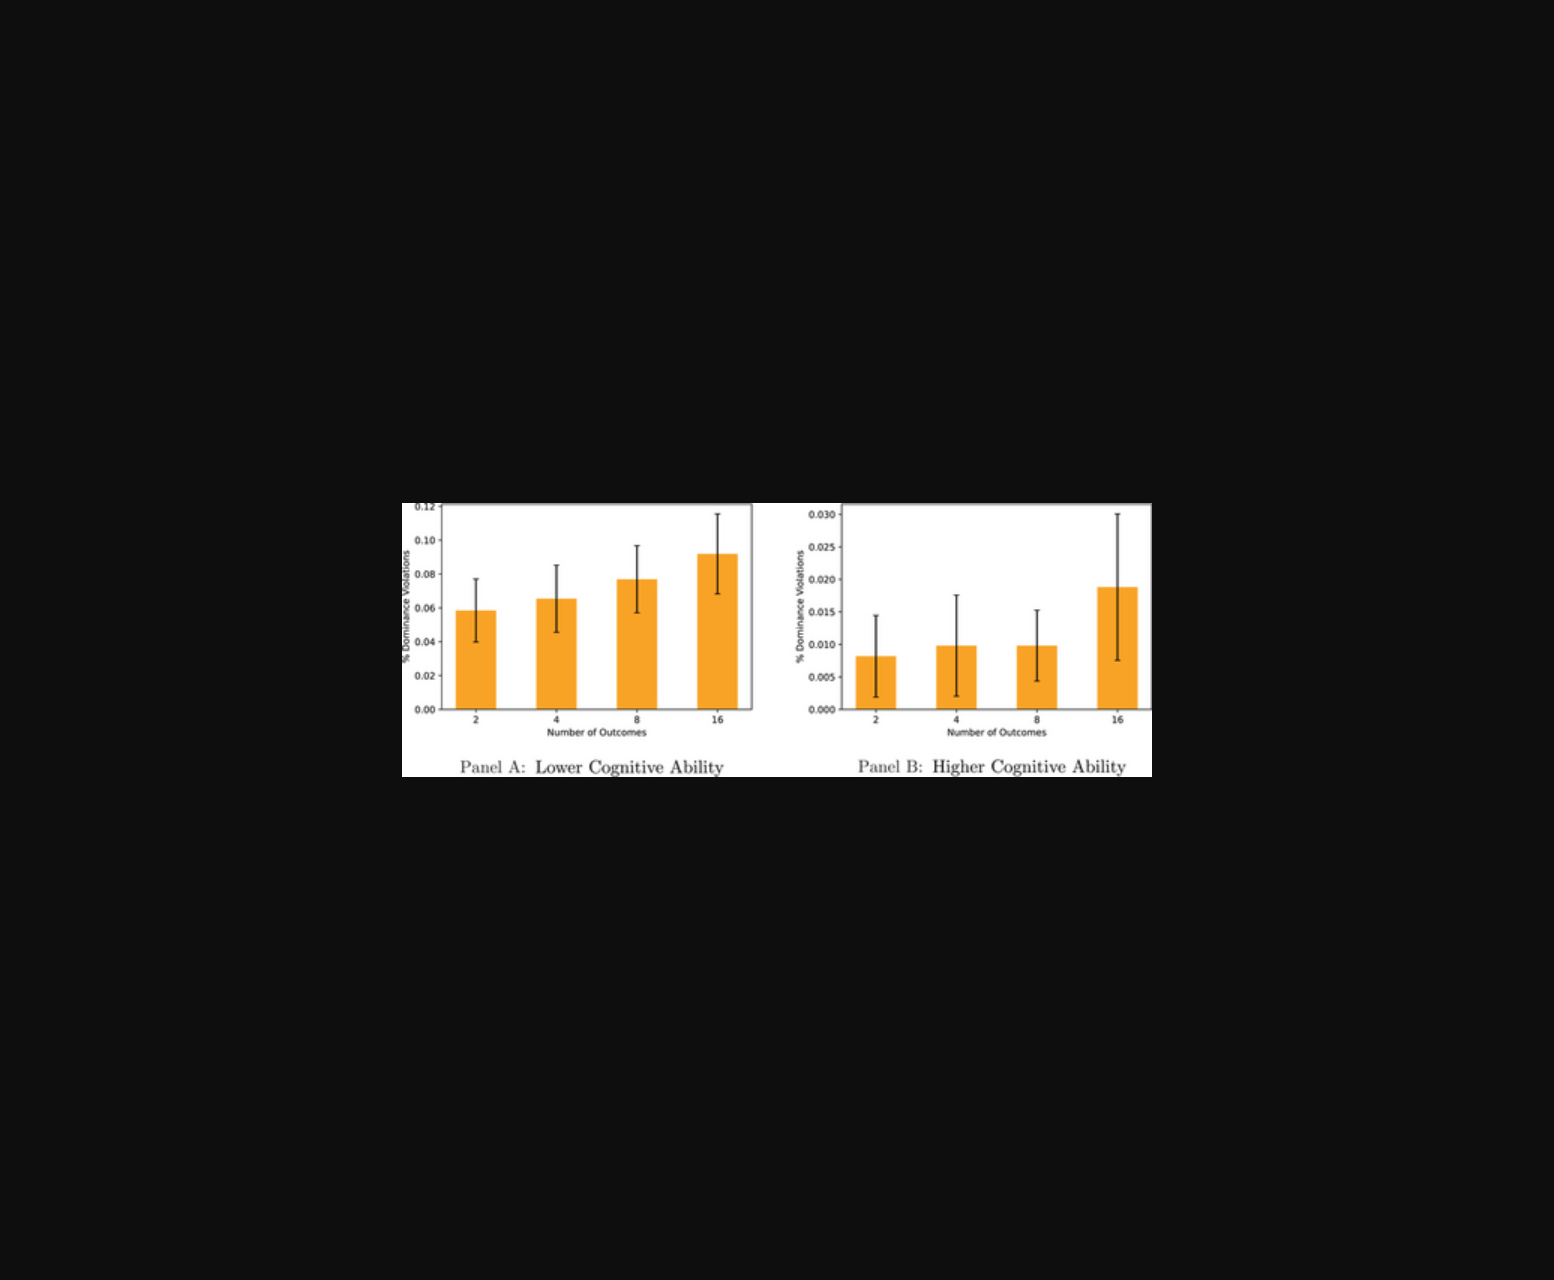 0.12
0.10
0.08
0.06
0.04
0.02
0.00
% Dominance Violations
2 4 8 16
Number of Outcomes
Panel A: Lower Cognitive Ability
0.030
0.025
0.020
0.015
0.010
0.005
0.000
% Dominance Violations
2 4 8 16
Number of Outcomes
Panel B: Higher Cognitive Ability